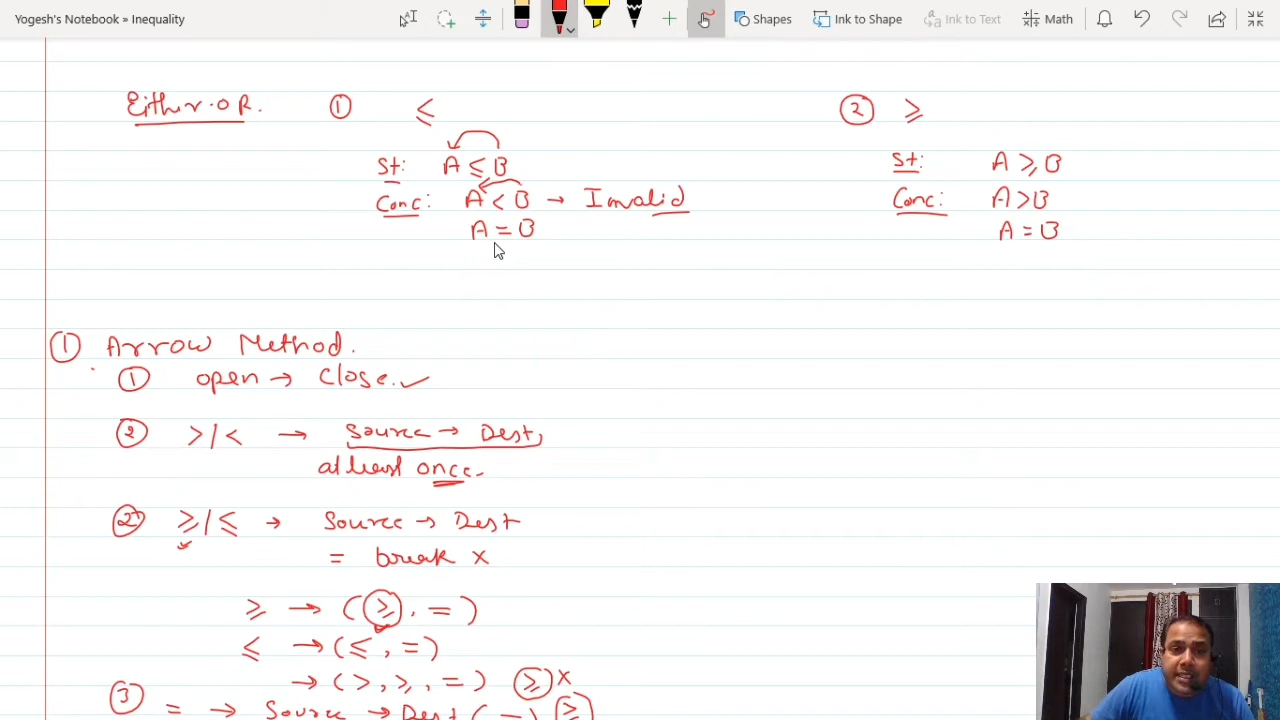 Yogesh's Notebook » Inequality
Shapes Ink to Shape Ink to Text Math
Either-OR. ① ≤
St: A ≤ B
Conc: A < B → Invalid
A = B
② ≥
St: A ≥ B
Conc: A > B
A = B
① Arrow Method.
① open → close. ✓
② >/< → Source → Dest,
atleast once.
② ≥/≤ → Source → Dest
= break x
≥ → (≥, =)
≤ → (≤, =)
→ (>, ≥, =) ≥ x
③ = → Source → Dest (=) ≥